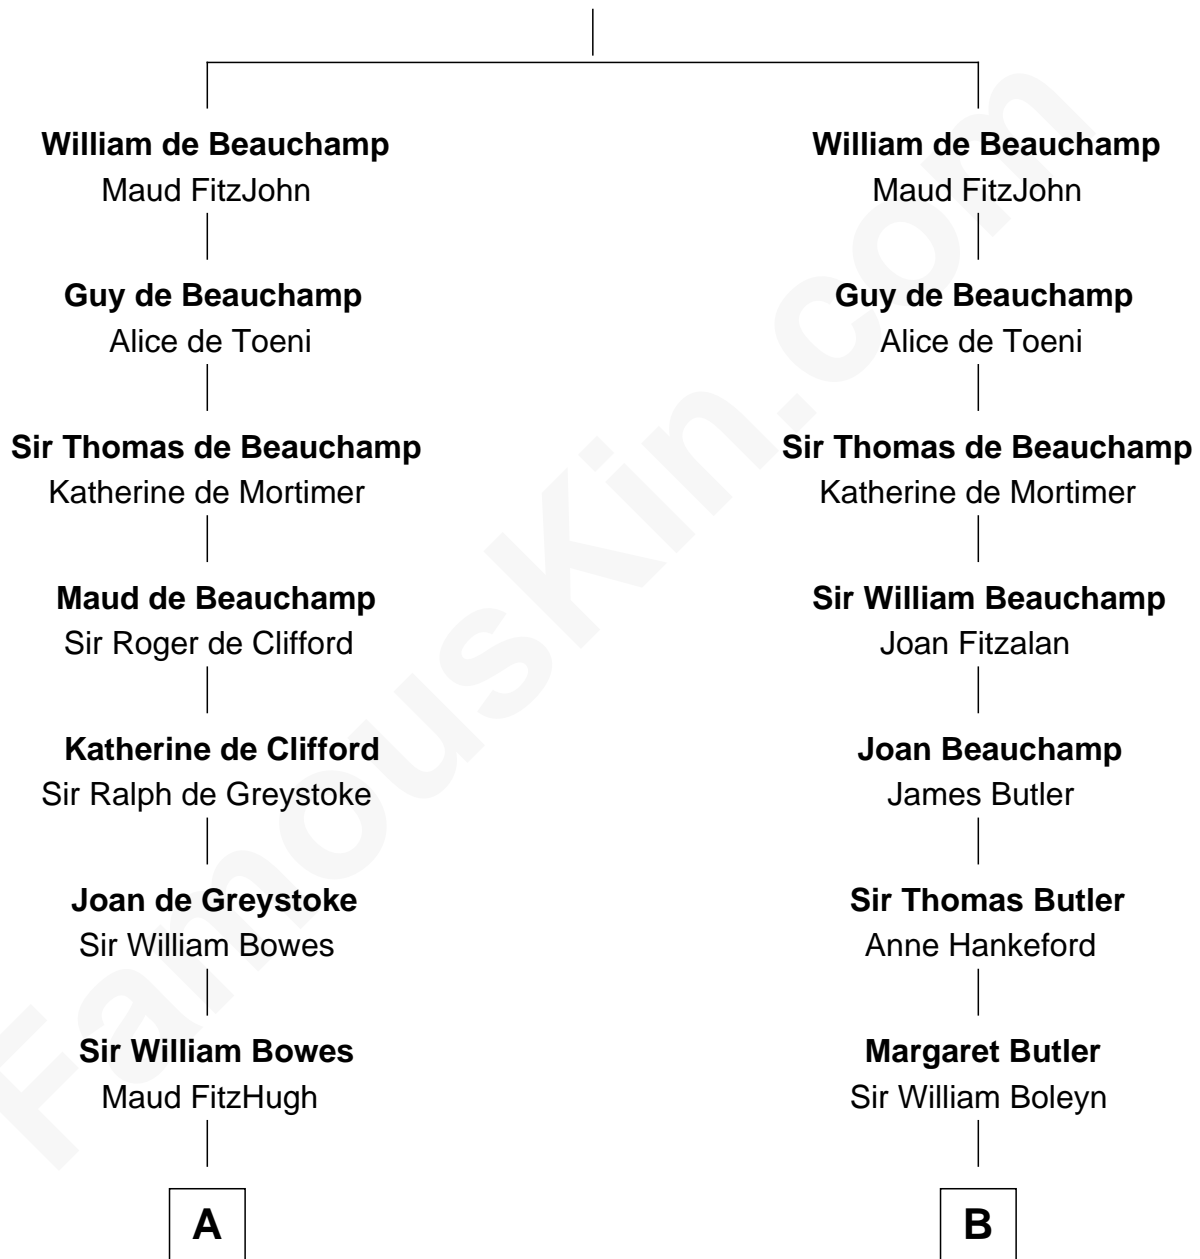 William de Beauchamp
Maud FitzJohn
Guy de Beauchamp
Alice de Toeni
Sir Thomas de Beauchamp
Katherine de Mortimer
Maud de Beauchamp
Sir Roger de Clifford
Katherine de Clifford
Sir Ralph de Greystoke
Joan de Greystoke
Sir William Bowes
Sir William Bowes
Maud FitzHugh
A
William de Beauchamp
Maud FitzJohn
Guy de Beauchamp
Alice de Toeni
Sir Thomas de Beauchamp
Katherine de Mortimer
Sir William Beauchamp
Joan Fitzalan
Joan Beauchamp
James Butler
Sir Thomas Butler
Anne Hankeford
Margaret Butler
Sir William Boleyn
B
FamousKin.com